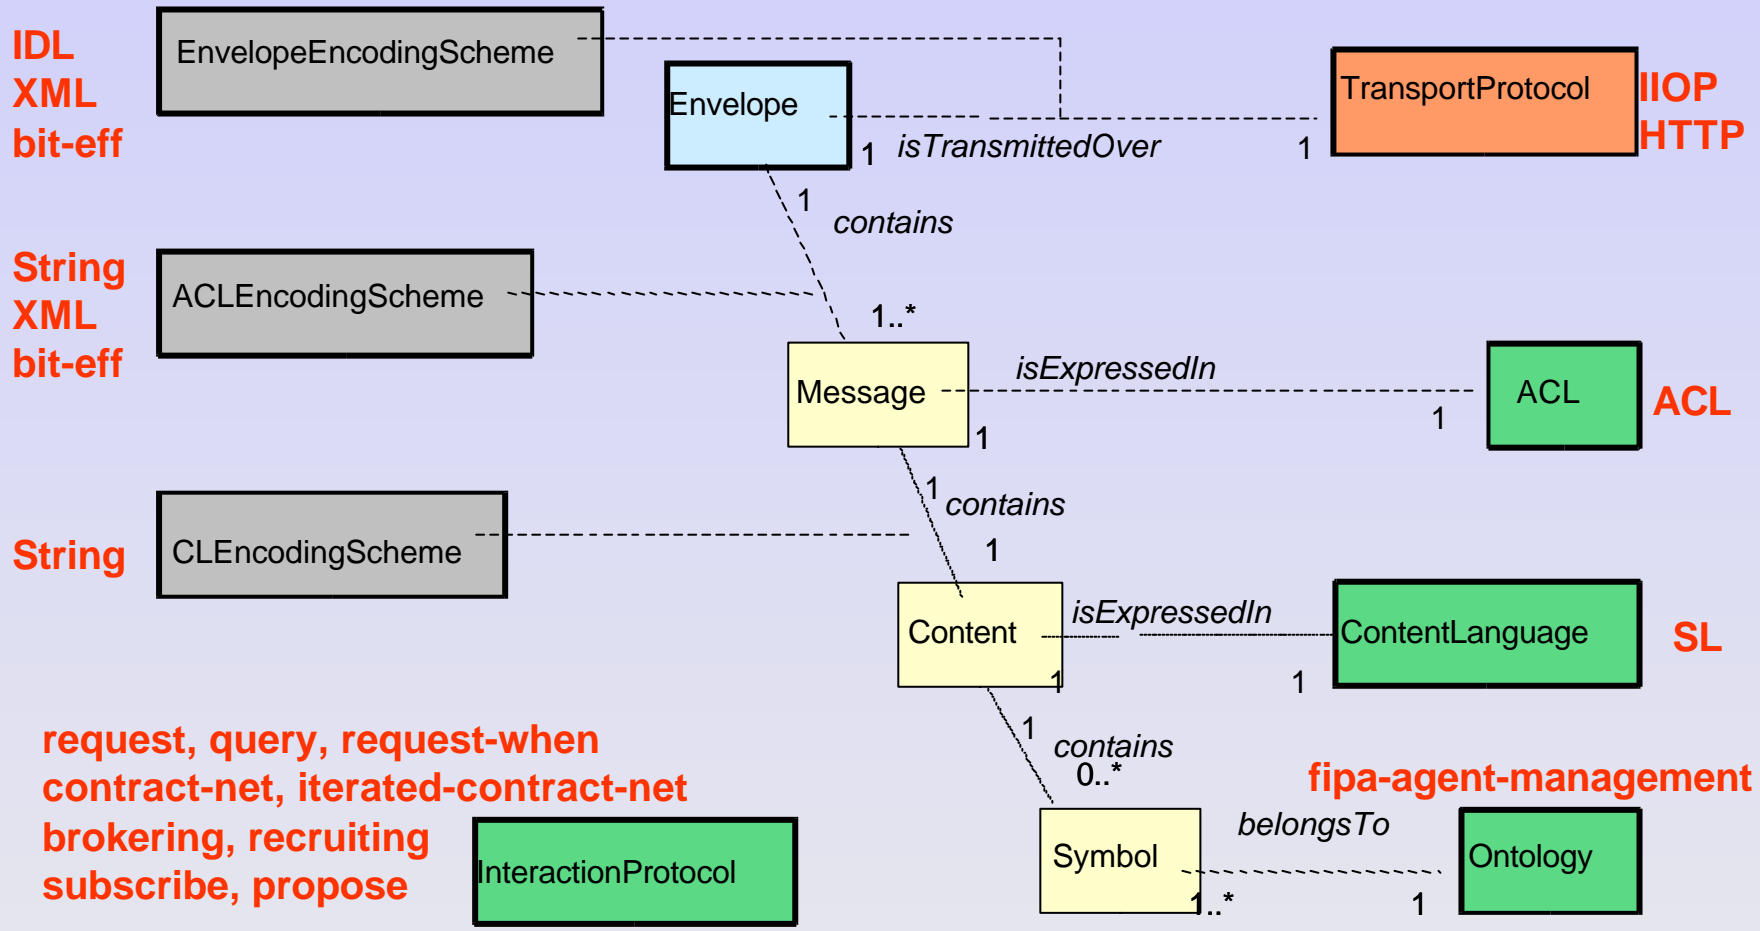 IDL
XML
bit-eff
EnvelopeEncodingScheme
Envelope
TransportProtocol
IIOP
HTTP
1
isTransmittedOver
1
1
contains
String
XML
bit-eff
ACLEncodingScheme
1..*
Message
isExpressedIn
ACL
ACL
1
1
1
contains
String
CLEncodingScheme
1
Content
isExpressedIn
ContentLanguage
SL
1
1
1
contains
0..*
request, query, request-when
contract-net, iterated-contract-net
brokering, recruiting
subscribe, propose
InteractionProtocol
fipa-agent-management
belongsTo
Symbol
Ontology
1..*
1